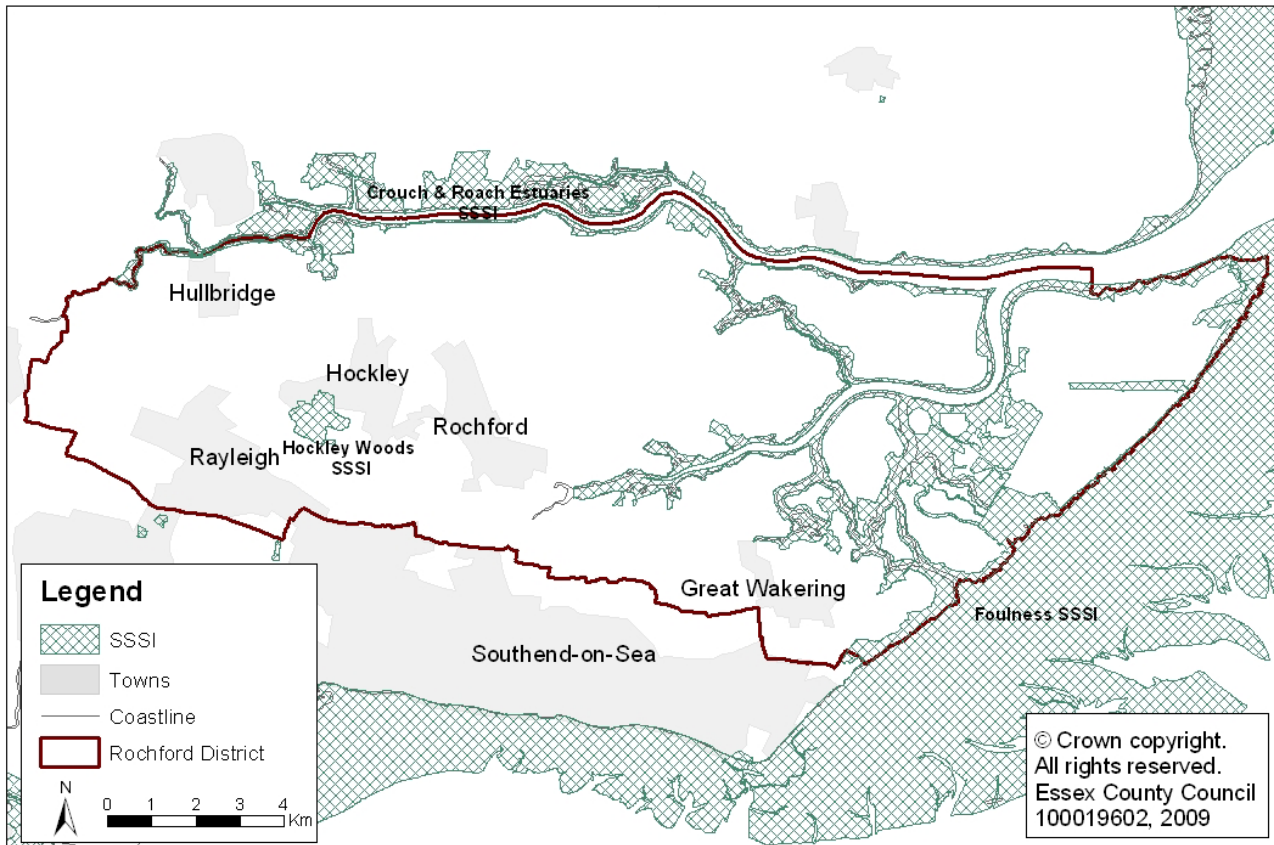 Crouch & Roach Estuaries
SSSI
Hullbridge
Hockley
Rochford
Rayleigh
Hockley Woods
SSSI
Great Wakering
Foulness SSSI
Southend-on-Sea
Legend
SSSI
Towns
Coastline
Rochford District
N
0 1 2 3 4
Km
© Crown copyright.
All rights reserved.
Essex County Council
100019602, 2009